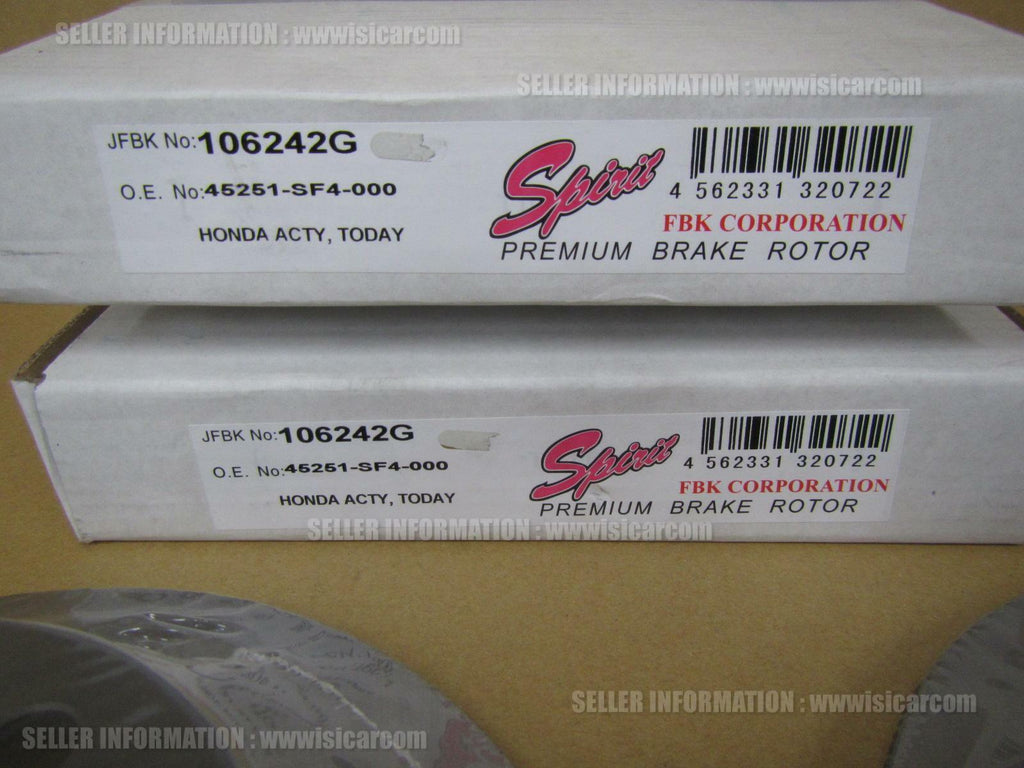 SELLER INFORMATION : wwwisicarcom
SELLER INFORMATION : wwwisicarcom
JFBK No:106242G
O.E. No:45251-SF4-000
HONDA ACTY, TODAY
Spirit
4 562331 320722
FBK CORPORATION
PREMIUM BRAKE ROTOR
JFBK No:106242G
O.E. No:45251-SF4-000
HONDA ACTY, TODAY
Spirit
4 562331 320722
FBK CORPORATION
PREMIUM BRAKE ROTOR
SELLER INFORMATION : wwwisicarcom
SELLER INFORMATION : wwwisicarcom
SELLER INFORMATION : wwwisicarcom